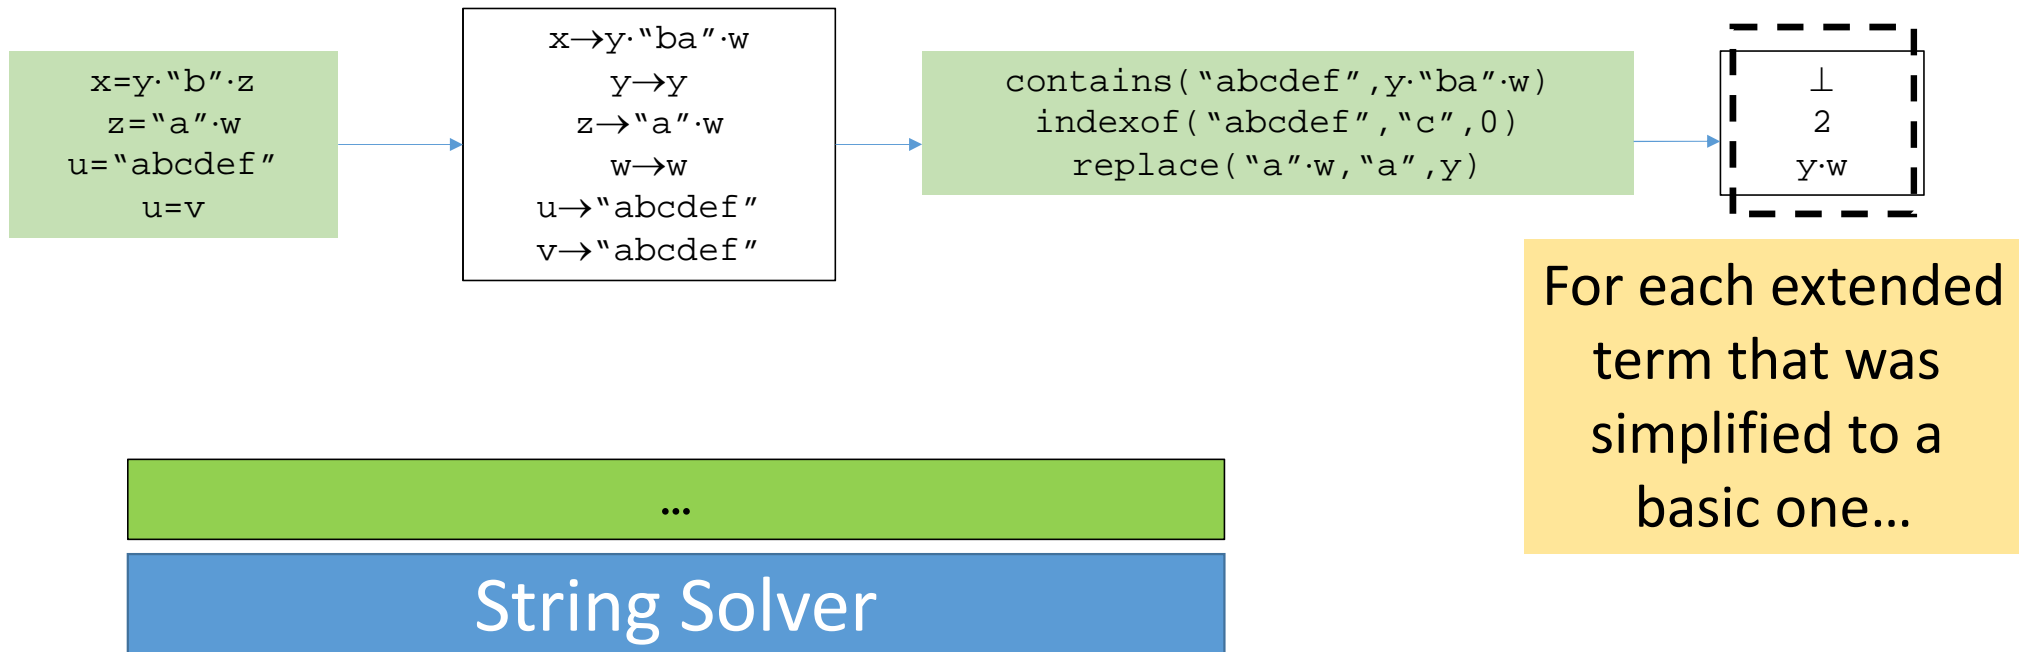 x=y·“b”·z
z=“a”·w
u=“abcdef”
u=v
x→y·“ba”·w
y→y
z→“a”·w
w→w
u→“abcdef”
v→“abcdef”
contains(“abcdef”,y·“ba”·w)
indexof(“abcdef”,“c”,0)
replace(“a”·w,“a”,y)
⊥
2
y·w
For each extended
term that was
simplified to a
basic one…
…
String Solver